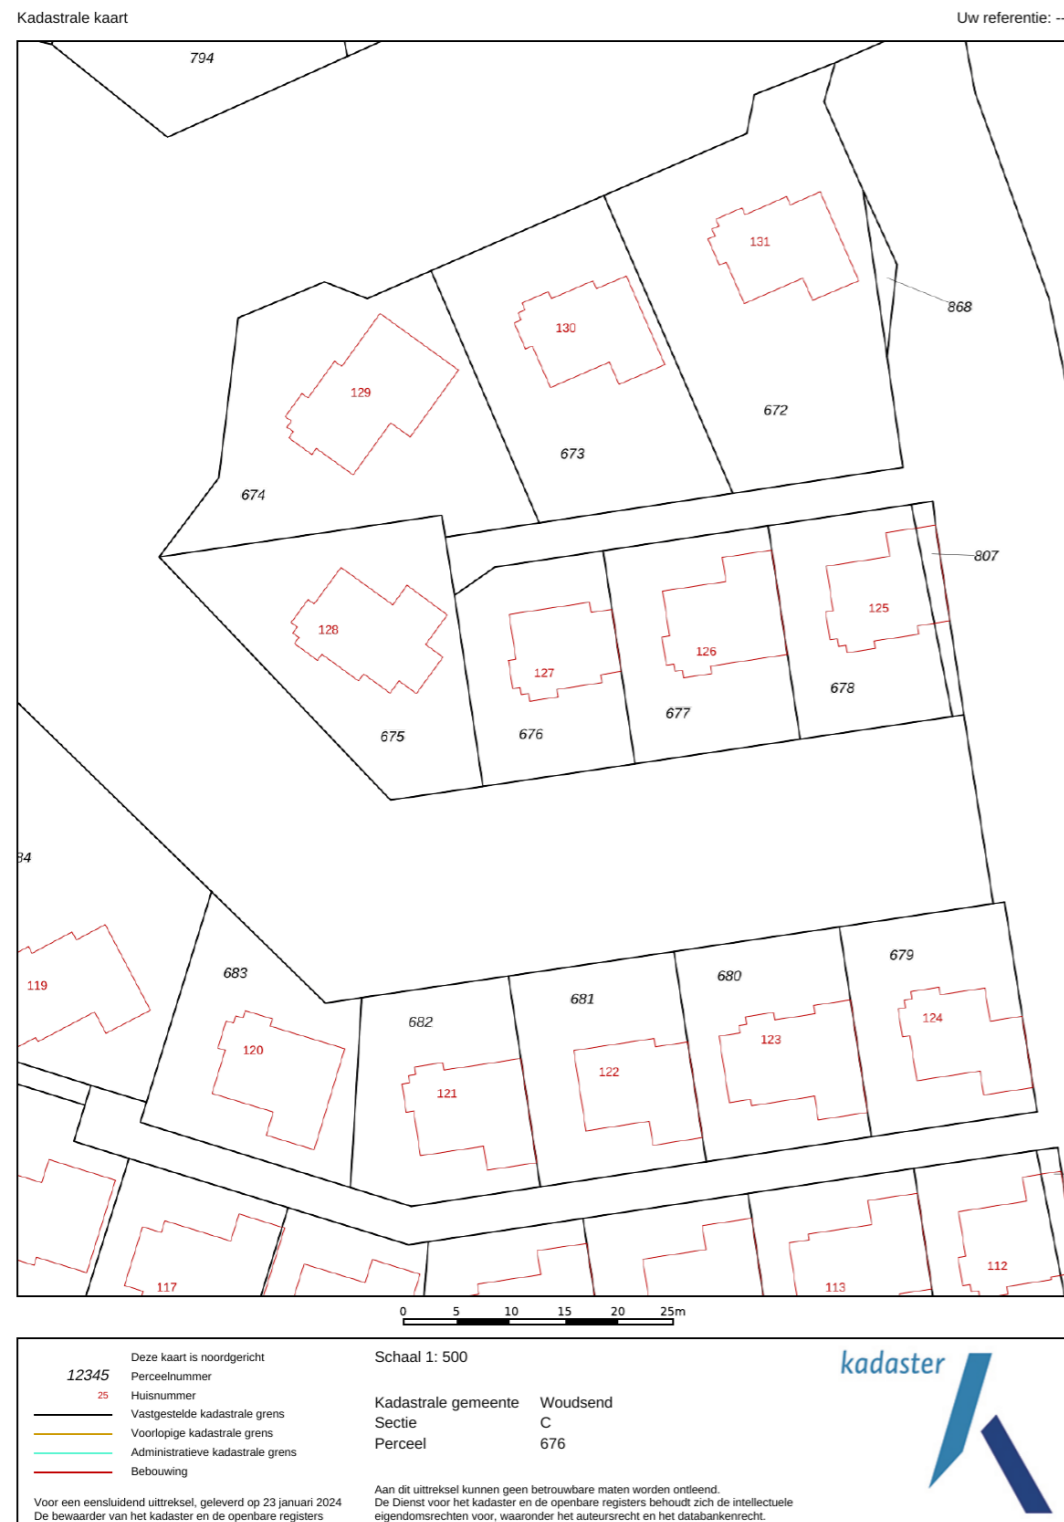 Kadastrale kaart
Uw referentie: --
794
131
868
130
129
672
673
674
807
125
128
126
127
678
677
676
675
84
679
683
680
119
681
124
682
123
120
122
121
112
117
113
0 5 10 15 20 25m
Deze kaart is noordgericht
12345 Perceelnummer
25 Huisnummer
Vastgestelde kadastrale grens
Voorlopige kadastrale grens
Administratieve kadastrale grens
Bebouwing
Voor een eensluidend uittreksel, geleverd op 23 januari 2024
De bewaarder van het kadaster en de openbare registers
Schaal 1: 500
Kadastrale gemeente Woudsend
Sectie C
Perceel 676
Aan dit uittreksel kunnen geen betrouwbare maten worden ontleend.
De Dienst voor het kadaster en de openbare registers behoudt zich de intellectuele
eigendomsrechten voor, waaronder het auteursrecht en het databankenrecht.
kadaster